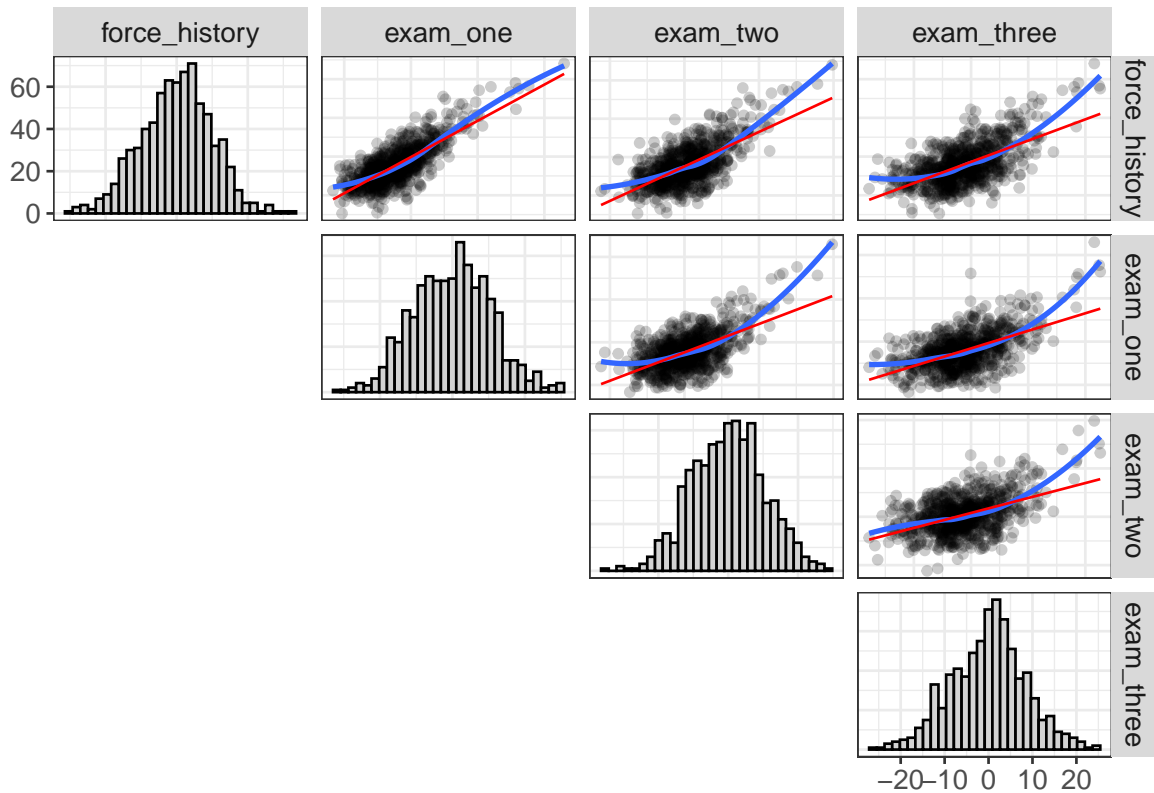 force_history
exam_one
exam_two
exam_three
60
40
20
0
force_history
exam_one
exam_two
exam_three
−20
−10
0
10
20